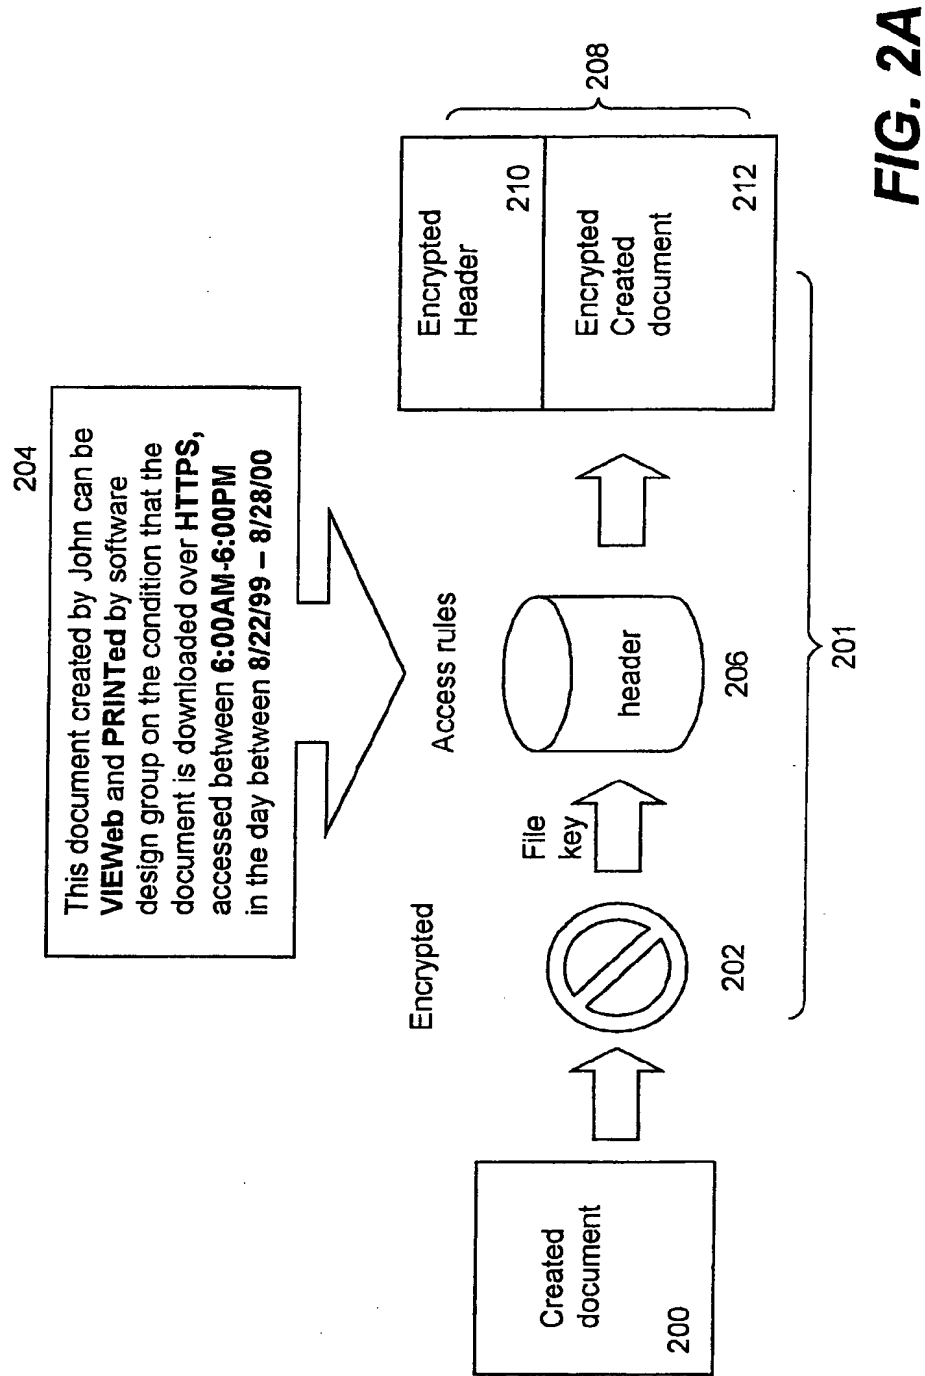 204
This document created by John can be
VIEWeb and PRINTed by software
design group on the condition that the
document is downloaded over HTTPS,
accessed between 6:00AM-6:00PM
in the day between 8/22/99 – 8/28/00
Encrypted
Access rules
Created
document
200
202
File
key
header
206
Encrypted
Header
210
Encrypted
Created
document
212
208
201
FIG. 2A